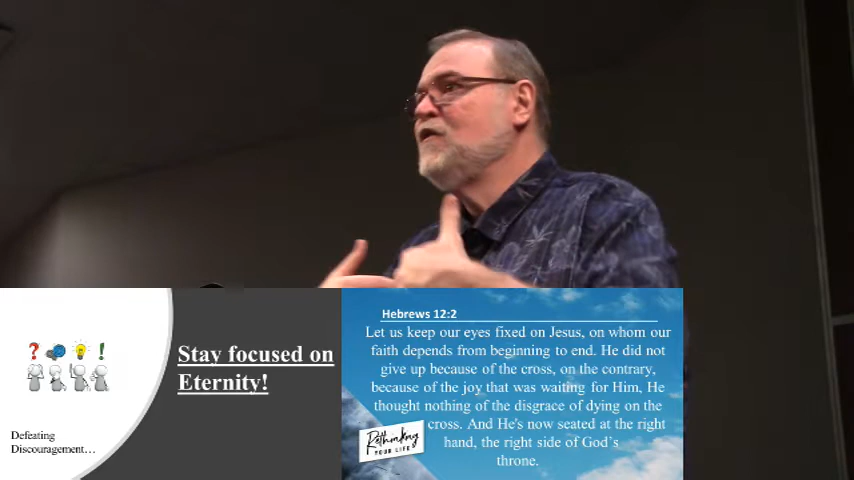 Stay focused on
Eternity!
Defeating
Discouragement…
Hebrews 12:2
Let us keep our eyes fixed on Jesus, on whom our
faith depends from beginning to end. He did not
give up because of the cross, on the contrary,
because of the joy that was waiting for Him, He
thought nothing of the disgrace of dying on the
cross. And He's now seated at the right
hand, the right side of God's
throne.
Rethinking
YOUR LIFE